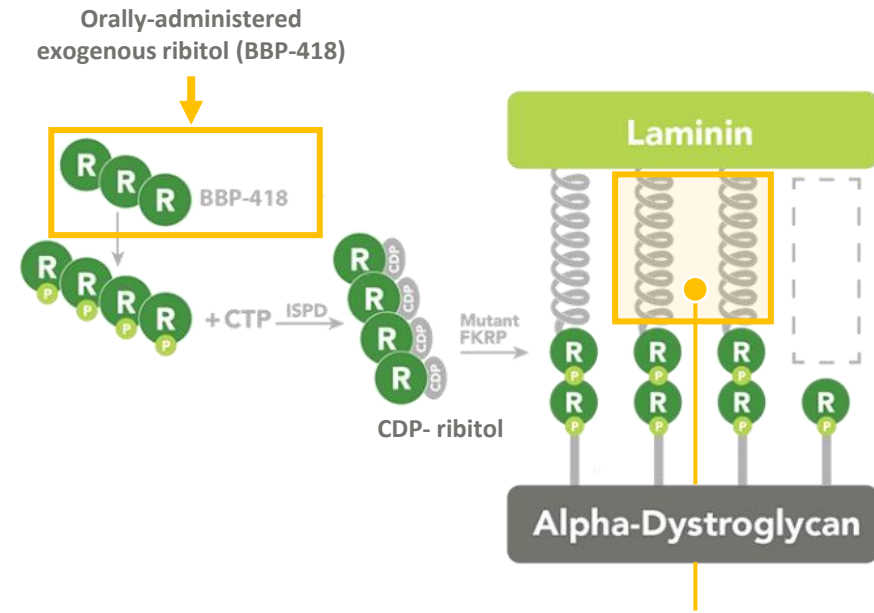 Orally-administered
exogenous ribitol (BBP-418)
R
R
R
BBP-418
R
P
R
P
R
P
R
P
+ CTP
ISPD
R
CDP
R
CDP
R
CDP
R
CDP
CDP- ribitol
Mutant
FKRP
Laminin
R
P
R
P
R
P
R
P
R
P
R
P
R
P
Alpha-Dystroglycan